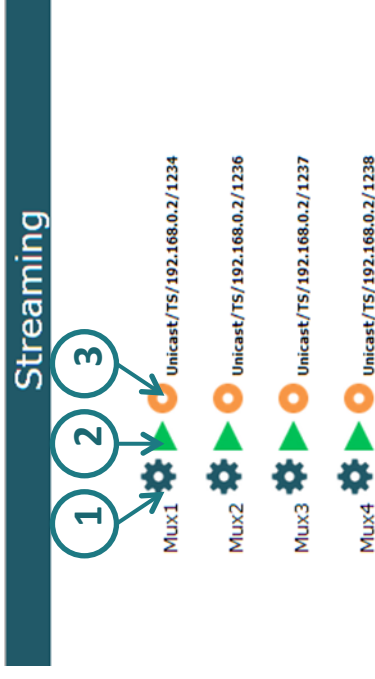 Streaming
1 2 3
Mux1 Unicast/TS/192.168.0.2/1234
Mux2 Unicast/TS/192.168.0.2/1236
Mux3 Unicast/TS/192.168.0.2/1237
Mux4 Unicast/TS/192.168.0.2/1238